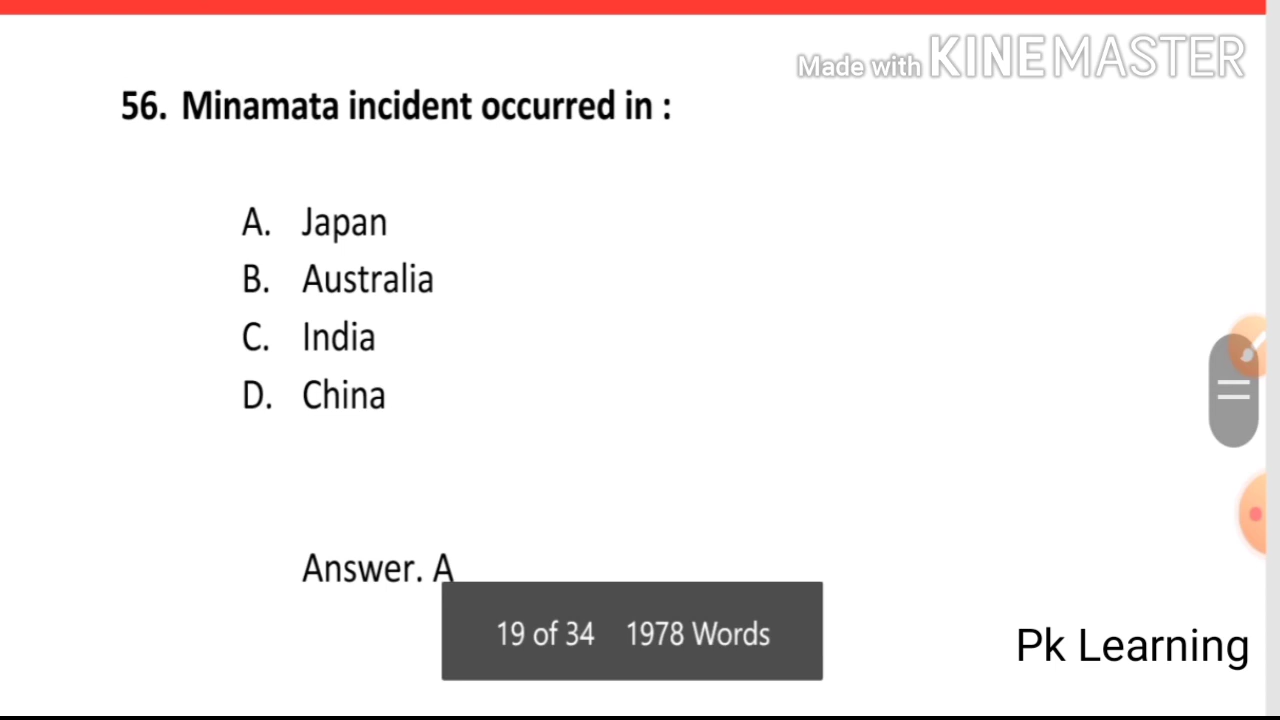 Made with KINEMASTER
56. Minamata incident occurred in :
A. Japan
B. Australia
C. India
D. China
Answer. A
19 of 34 1978 Words
Pk Learning